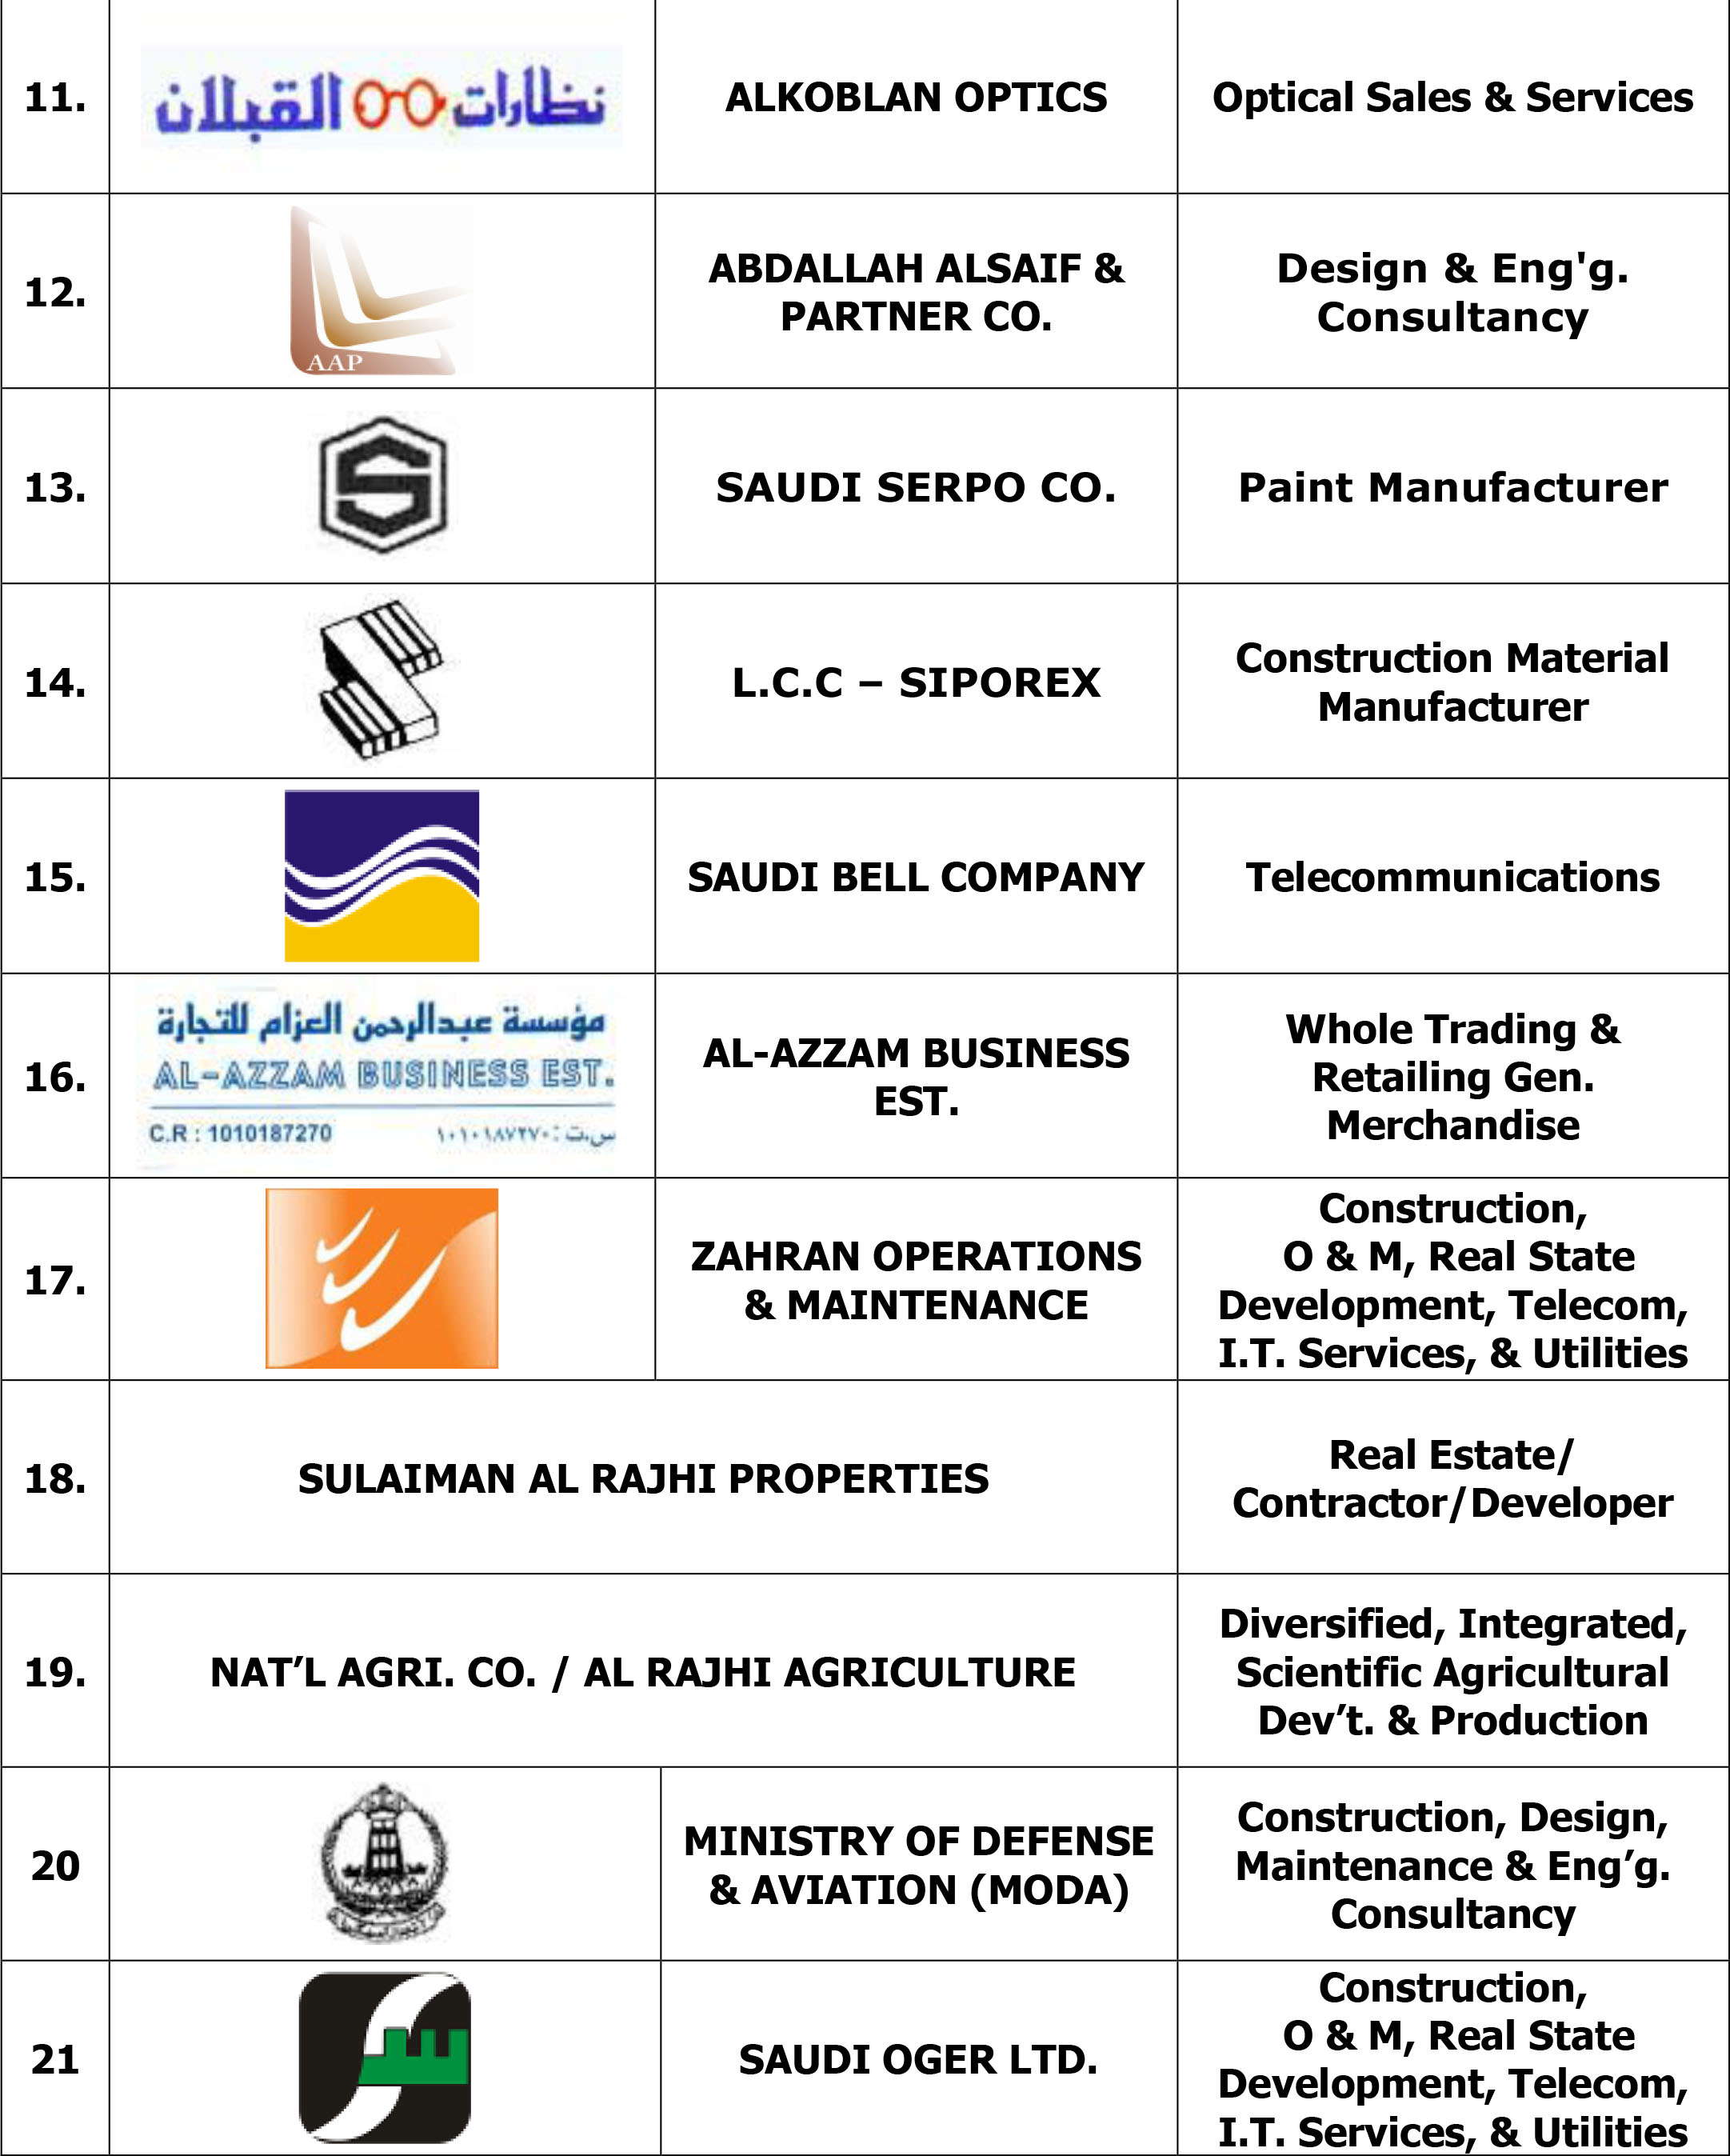 11.
نظارات القبلان
ALKOBLAN OPTICS
Optical Sales & Services
12.
AAP
ABDALLAH ALSAIF &
PARTNER CO.
Design & Eng'g.
Consultancy
13.
SAUDI SERPO CO.
Paint Manufacturer
14.
L.C.C – SIPOREX
Construction Material
Manufacturer
15.
SAUDI BELL COMPANY
Telecommunications
16.
مؤسسة عبدالرحمن العزام للتجارة
AL-AZZAM BUSINESS EST.
C.R : 1010187270
س.ت : ١٠١٠١٨٧٢٧٠
AL-AZZAM BUSINESS
EST.
Whole Trading &
Retailing Gen.
Merchandise
17.
ZAHRAN OPERATIONS
& MAINTENANCE
Construction,
O & M, Real State
Development, Telecom,
I.T. Services, & Utilities
18.
SULAIMAN AL RAJHI PROPERTIES
Real Estate/
Contractor/Developer
19.
NAT’L AGRI. CO. / AL RAJHI AGRICULTURE
Diversified, Integrated,
Scientific Agricultural
Dev’t. & Production
20
MINISTRY OF DEFENSE
& AVIATION (MODA)
Construction, Design,
Maintenance & Eng’g.
Consultancy
21
SAUDI OGER LTD.
Construction,
O & M, Real State
Development, Telecom,
I.T. Services, & Utilities